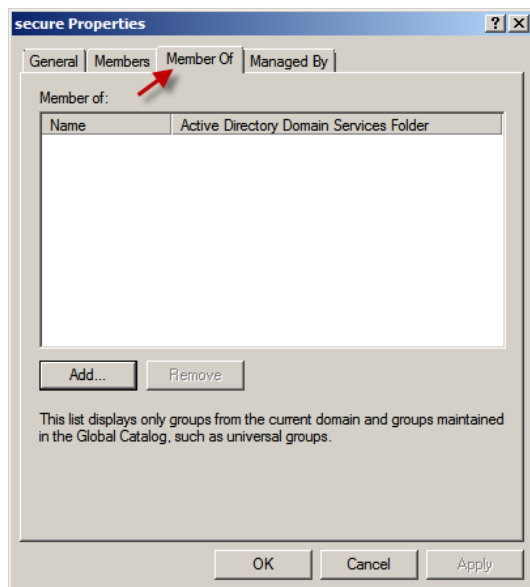 secure Properties
General Members Member Of Managed By
Member of:
Name Active Directory Domain Services Folder
Add... Remove
This list displays only groups from the current domain and groups maintained
in the Global Catalog, such as universal groups.
OK Cancel Apply